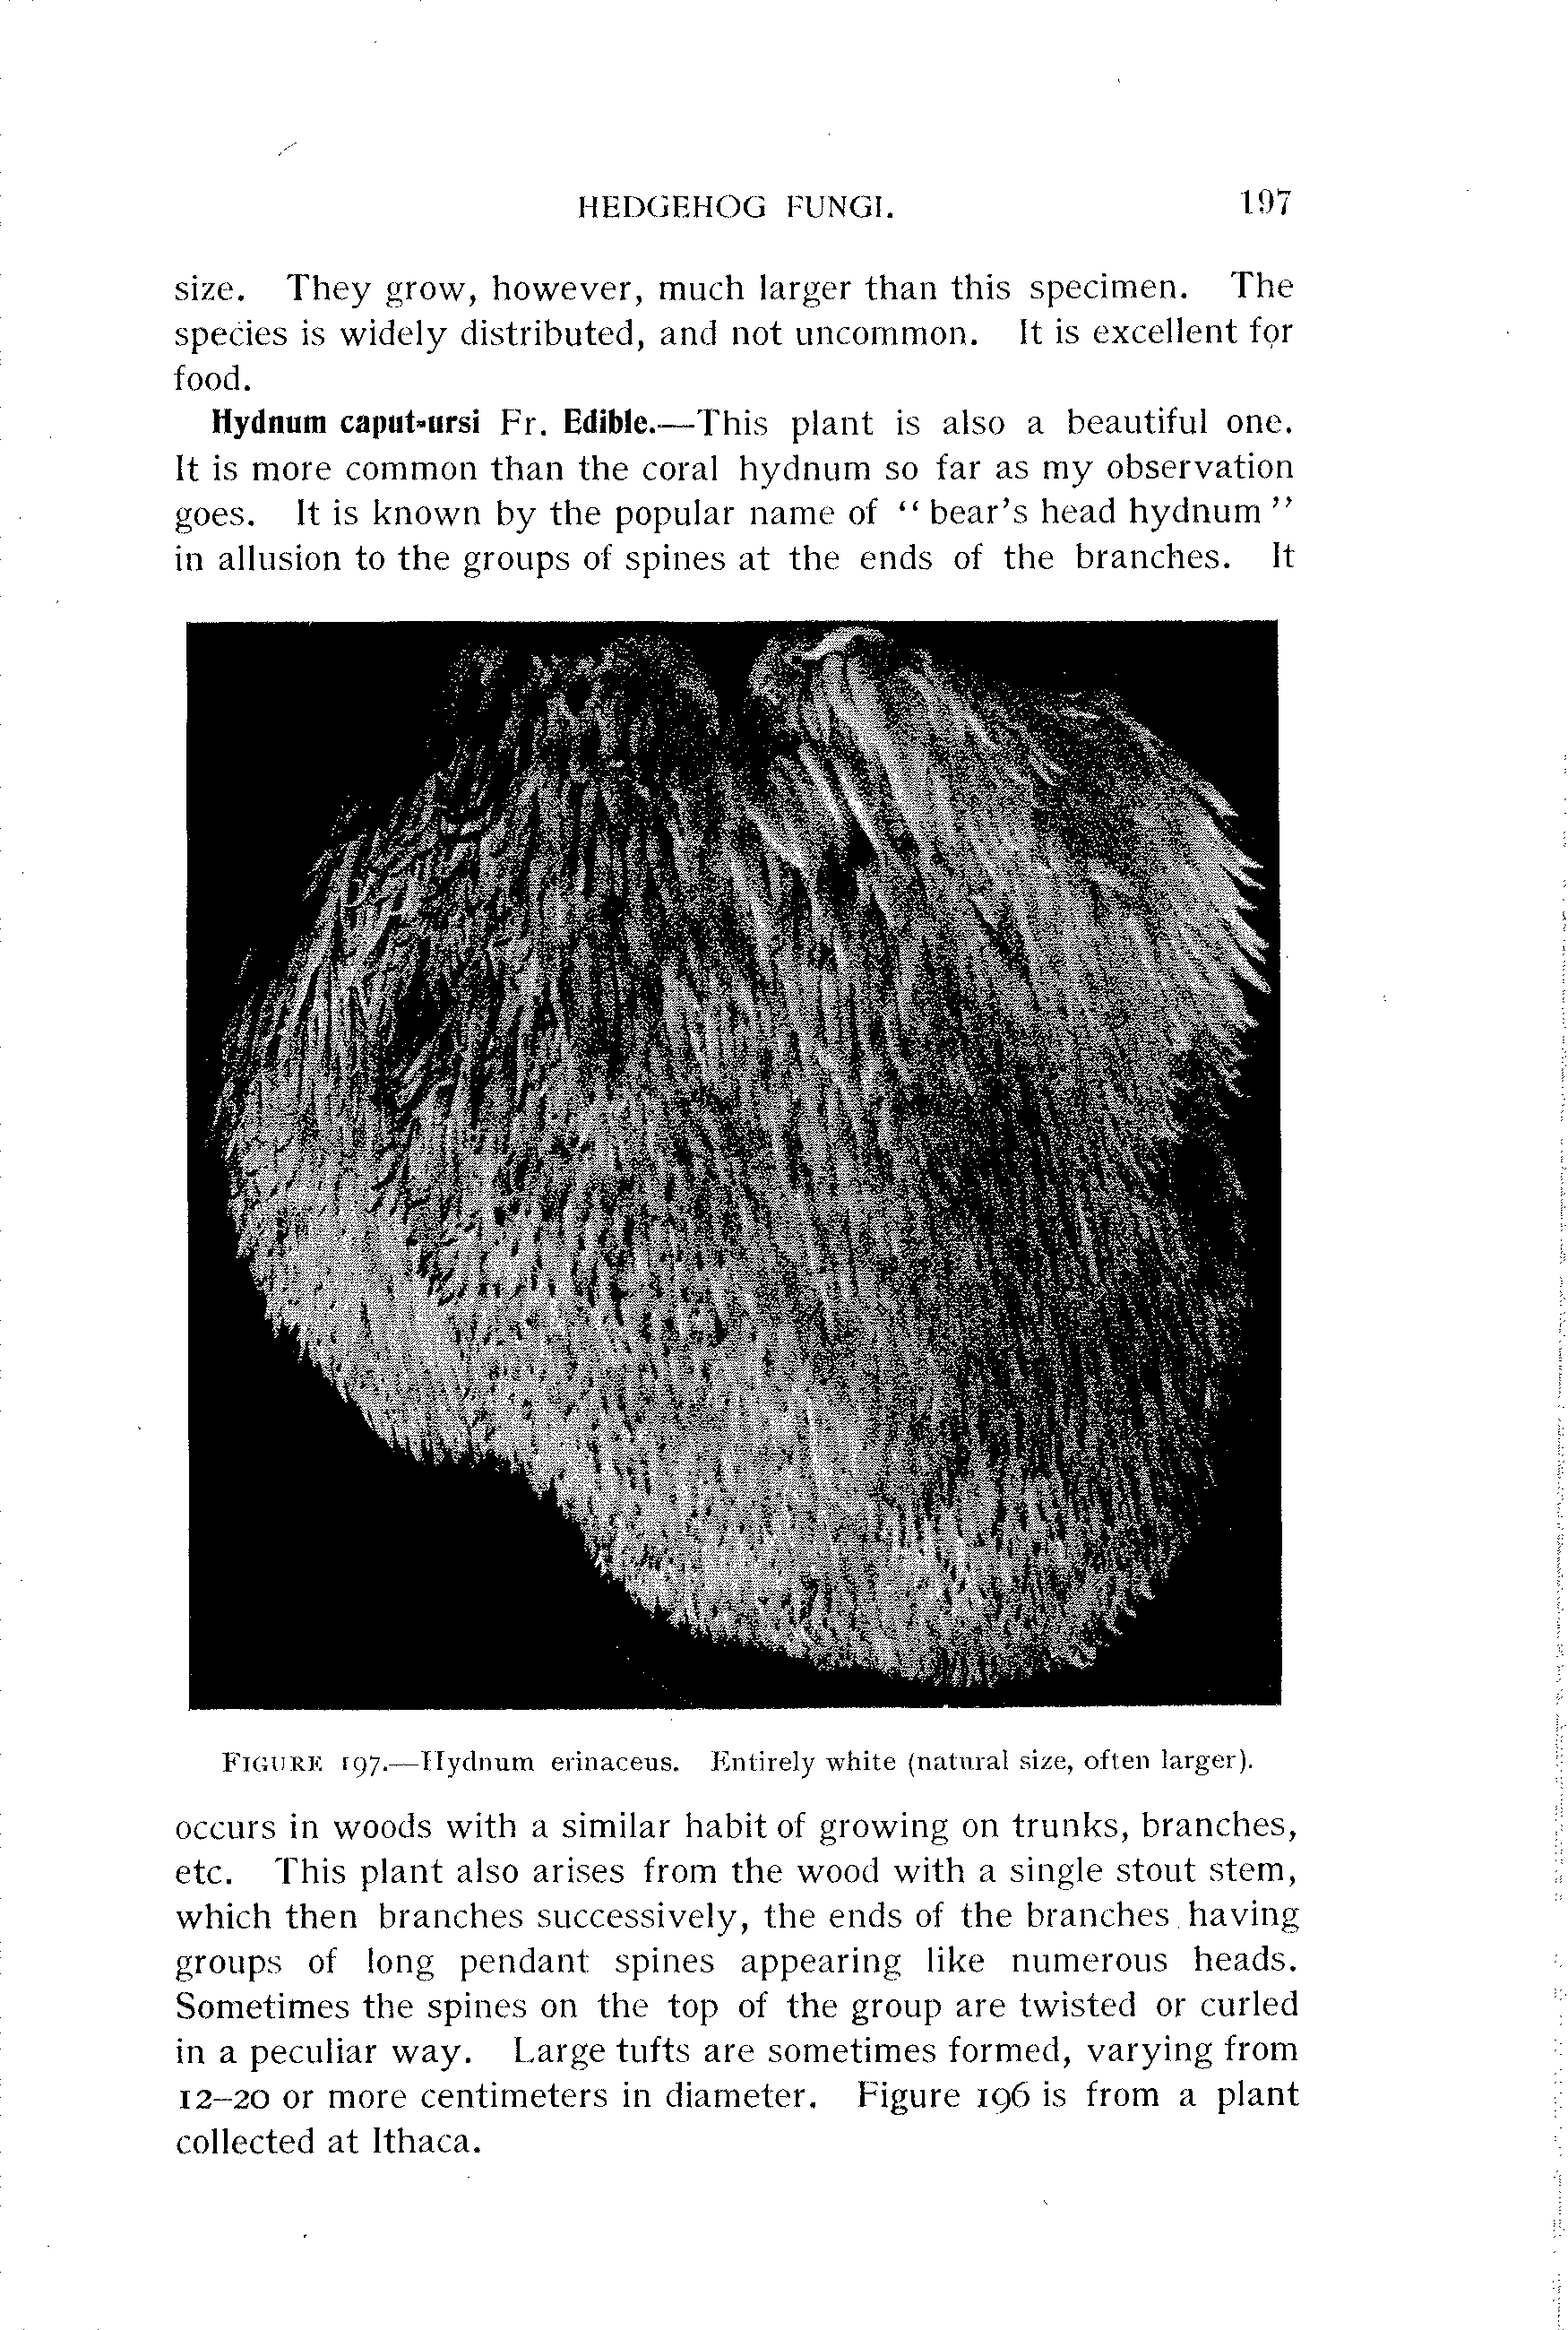 HEDGEHOG FUNGI. 197
size. They grow, however, much larger than this specimen. The
species is widely distributed, and not uncommon. It is excellent for
food.
Hydnum caput-ursi Fr. Edible.—This plant is also a beautiful one.
It is more common than the coral hydnum so far as my observation
goes. It is known by the popular name of “ bear’s head hydnum ”
in allusion to the groups of spines at the ends of the branches. It
FIGURE 197.—Hydnum erinaceus. Entirely white (natural size, often larger).
occurs in woods with a similar habit of growing on trunks, branches,
etc. This plant also arises from the wood with a single stout stem,
which then branches successively, the ends of the branches having
groups of long pendant spines appearing like numerous heads.
Sometimes the spines on the top of the group are twisted or curled
in a peculiar way. Large tufts are sometimes formed, varying from
12–20 or more centimeters in diameter. Figure 196 is from a plant
collected at Ithaca.